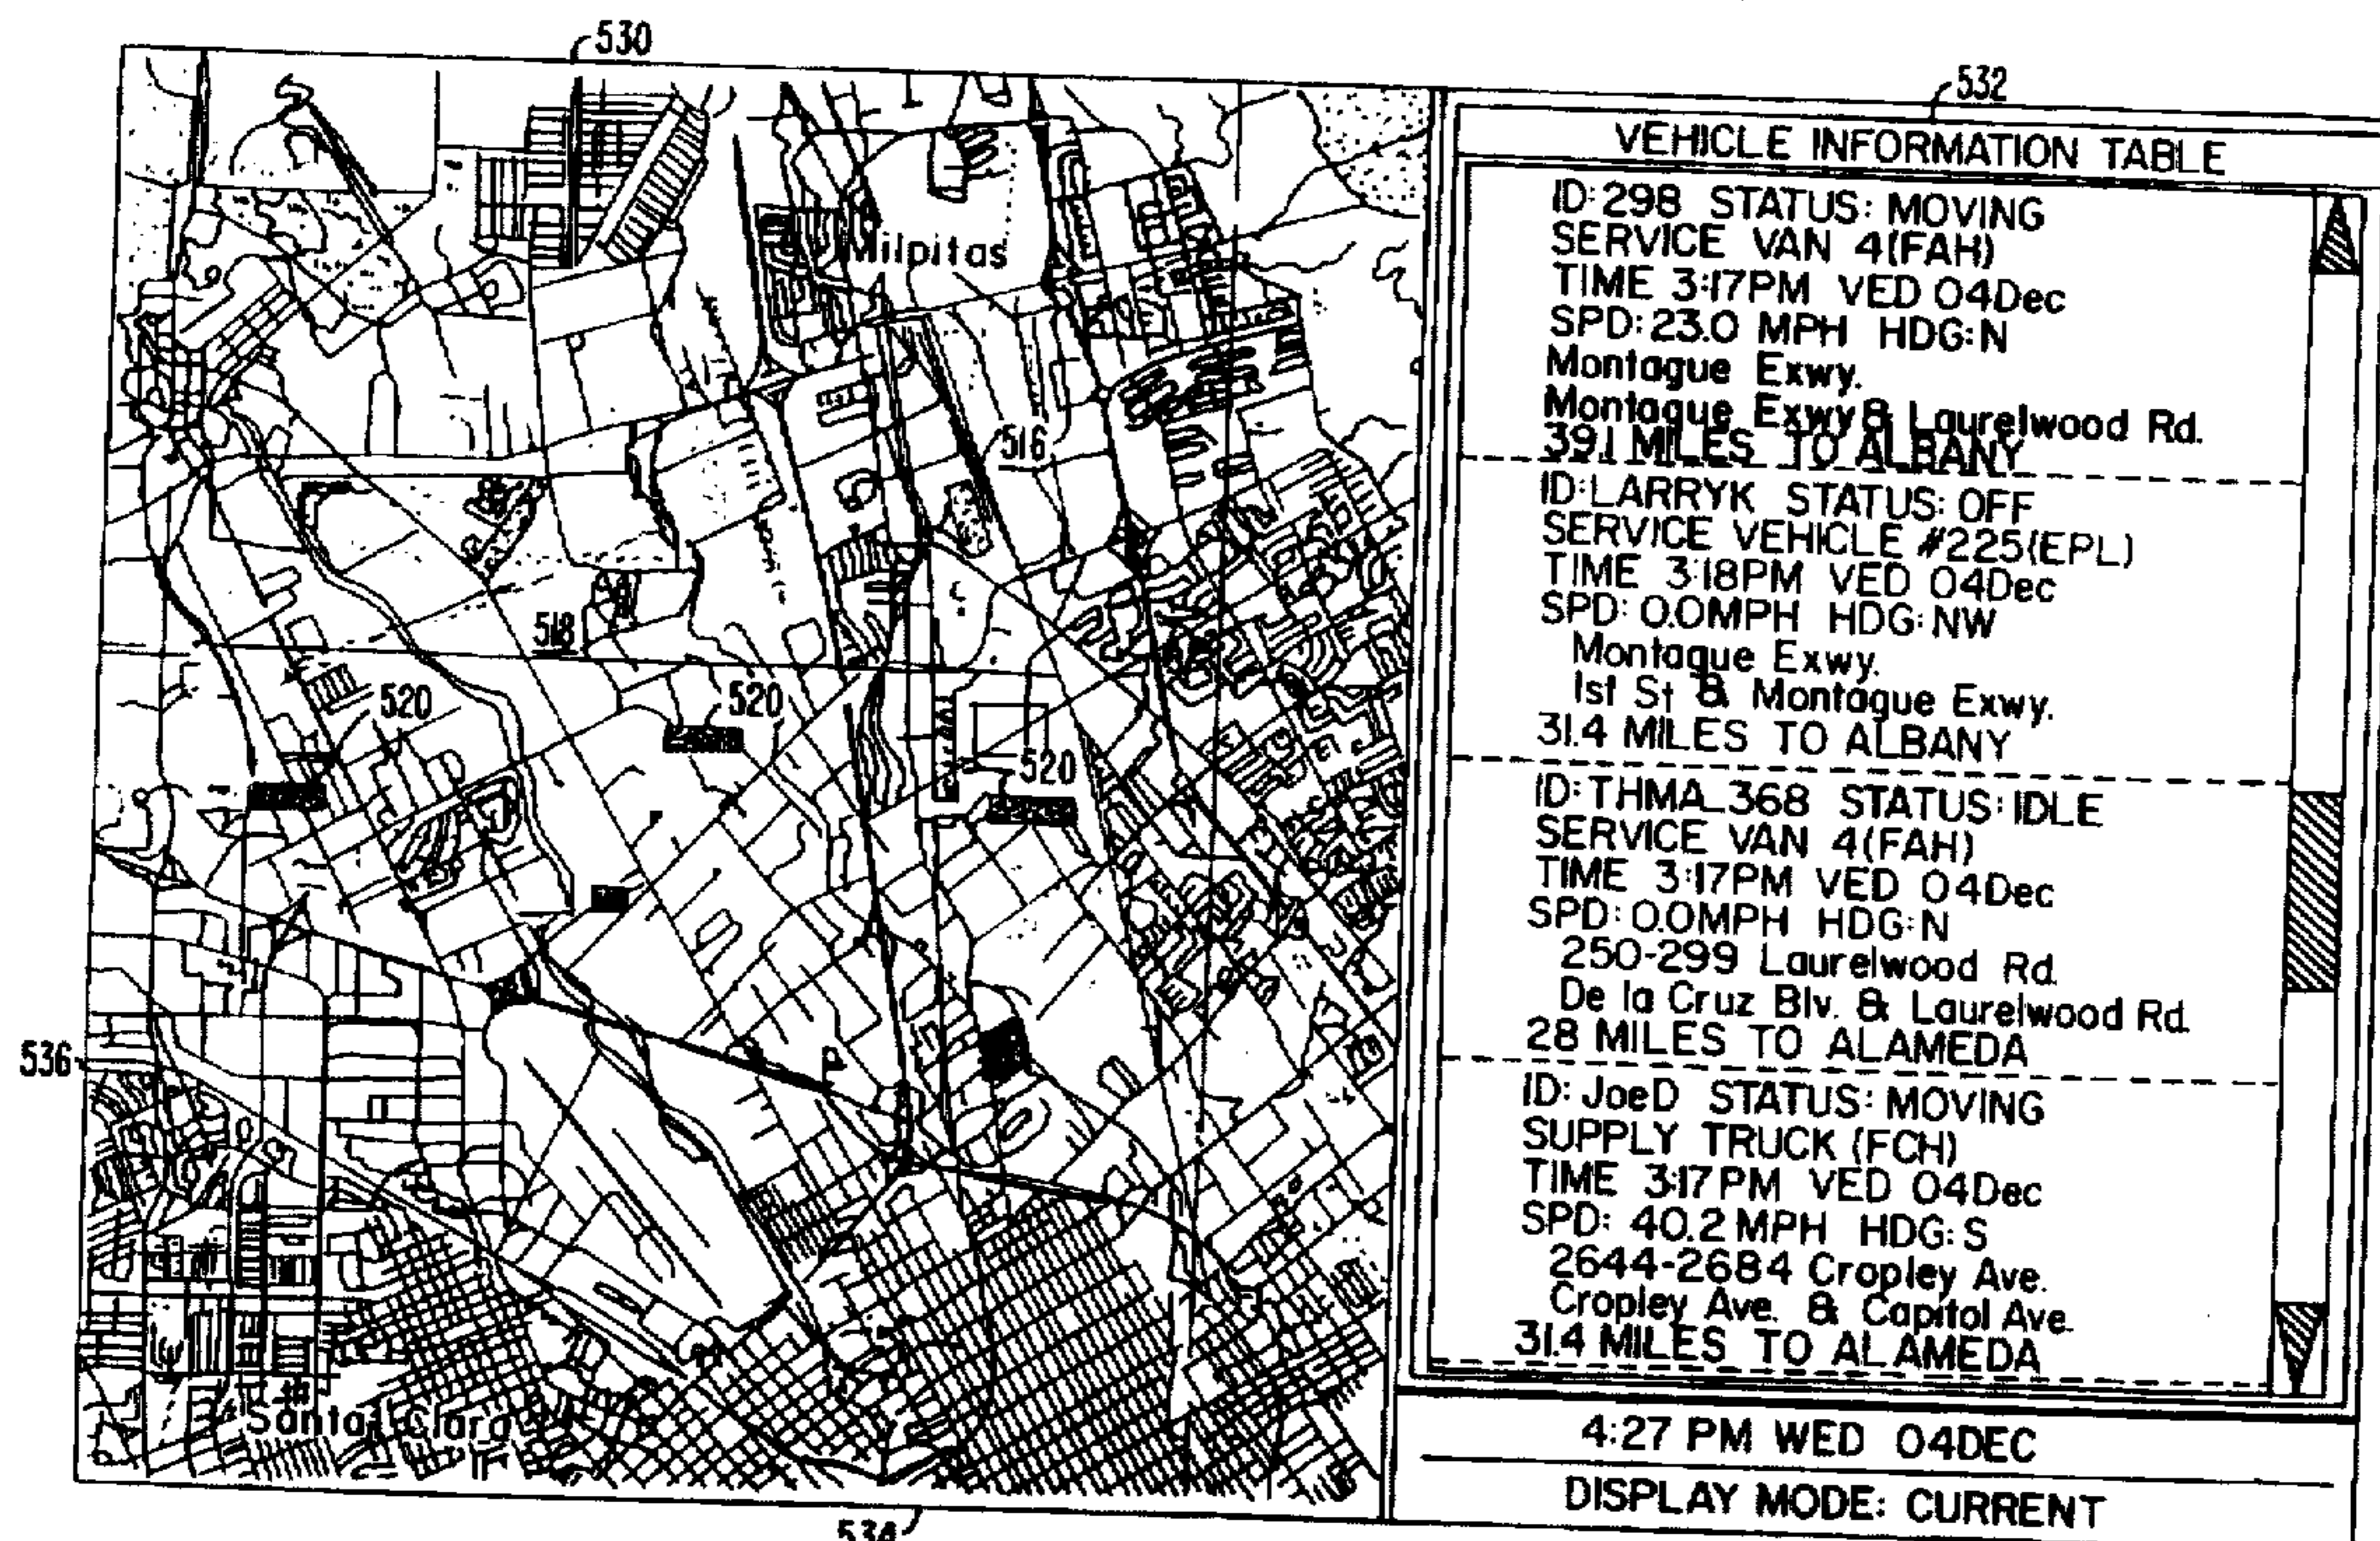 530
532
VEHICLE INFORMATION TABLE
ID:298 STATUS: MOVING
SERVICE VAN 4(FAH)
TIME 3:17PM VED 04Dec
SPD:23.0 MPH HDG:N
Montague Exwy.
Montague Exwy & Laurelwood Rd.
39.1 MILES TO ALBANY
ID:LARRYK STATUS: OFF
SERVICE VEHICLE #225(EPL)
TIME 3:18PM VED 04Dec
SPD: 0.0MPH HDG:NW
Montague Exwy.
1st St & Montague Exwy.
31.4 MILES TO ALBANY
ID:THMA_368 STATUS:IDLE
SERVICE VAN 4(FAH)
TIME 3:17PM VED 04Dec
SPD:0.0MPH HDG:N
250-299 Laurelwood Rd.
De la Cruz Blv. & Laurelwood Rd.
28 MILES TO ALAMEDA
ID: JoeD STATUS: MOVING
SUPPLY TRUCK (FCH)
TIME 3:17PM VED 04Dec
SPD: 40.2 MPH HDG:S
2644-2684 Cropley Ave.
Cropley Ave. & Capitol Ave.
31.4 MILES TO ALAMEDA
4:27 PM WED 04DEC
DISPLAY MODE: CURRENT
Milpitas
516
518
520
520
520
536
Santa Clara
534